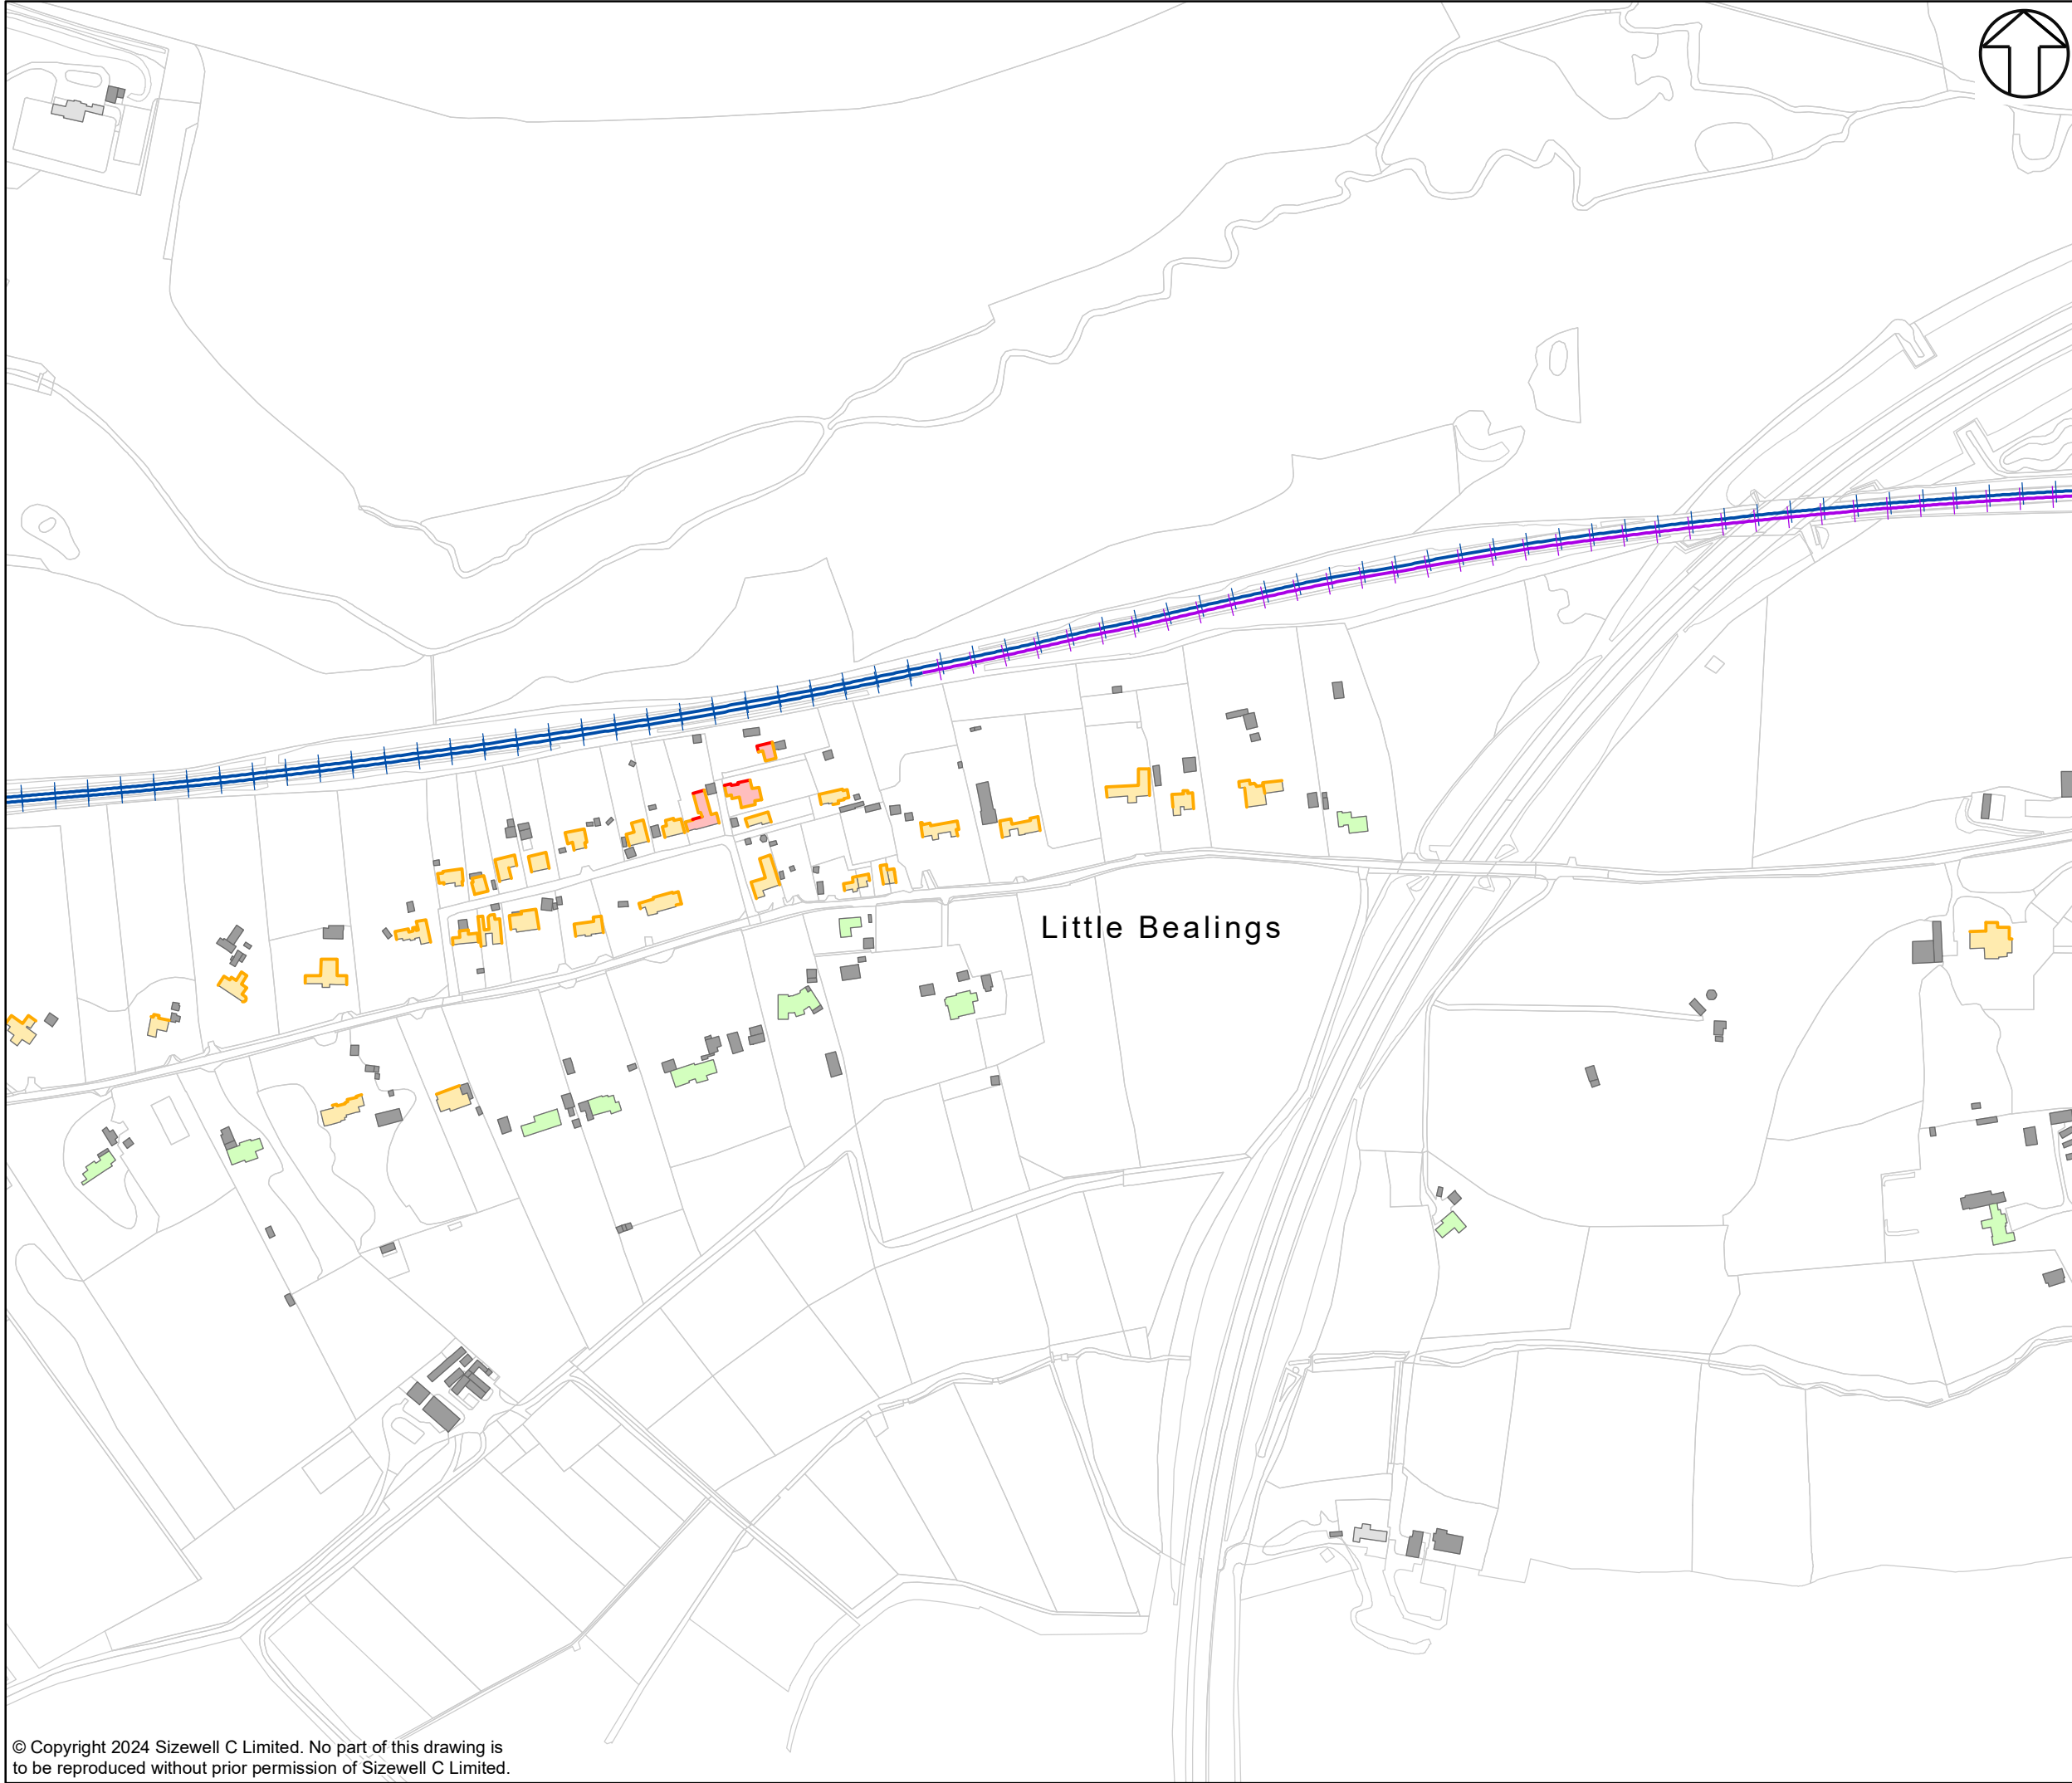 Little Bealings
© Copyright 2024 Sizewell C Limited. No part of this drawing is
to be reproduced without prior permission of Sizewell C Limited.